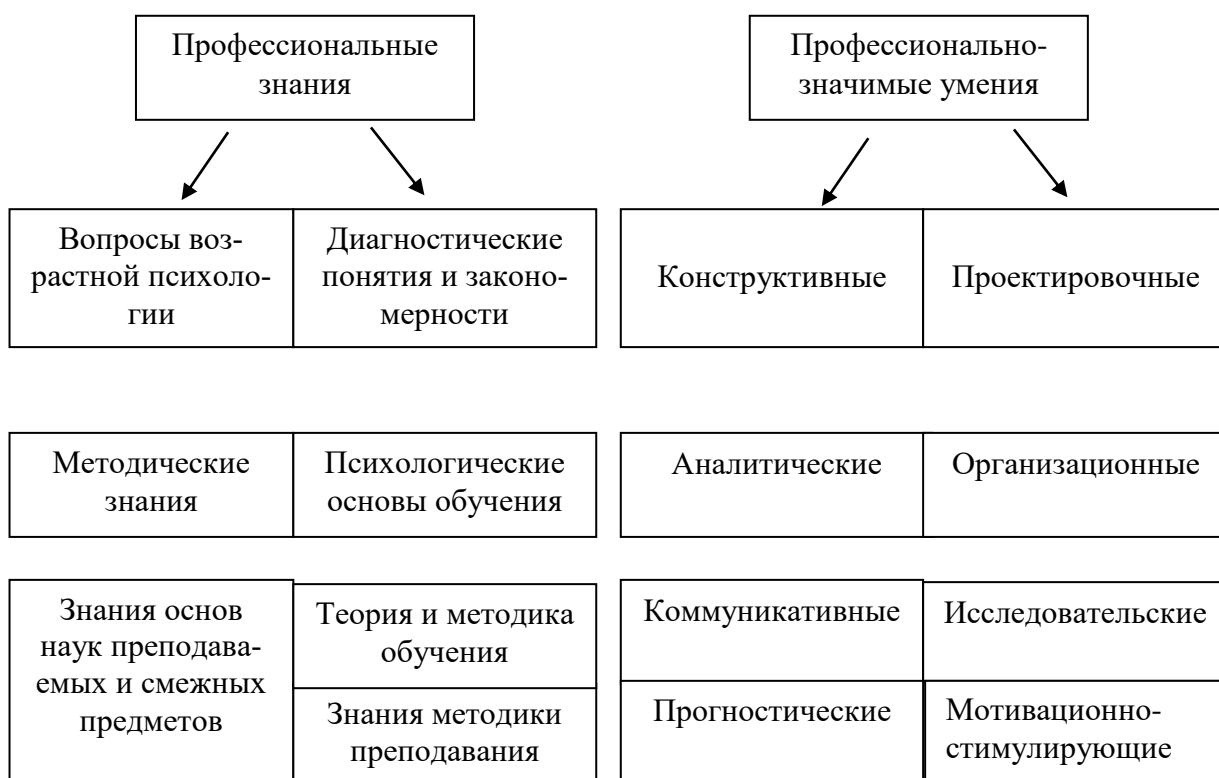 Профессиональные
знания
Профессионально-
значимые умения
Вопросы воз-
растной психоло-
гии
Диагностические
понятия и законо-
мерности
Конструктивные
Проектировочные
Методические
знания
Психологические
основы обучения
Аналитические
Организационные
Знания основ
наук преподава-
емых и смежных
предметов
Теория и методика
обучения
Знания методики
преподавания
Коммуникативные
Исследовательские
Прогностические
Мотивационно-
стимулирующие